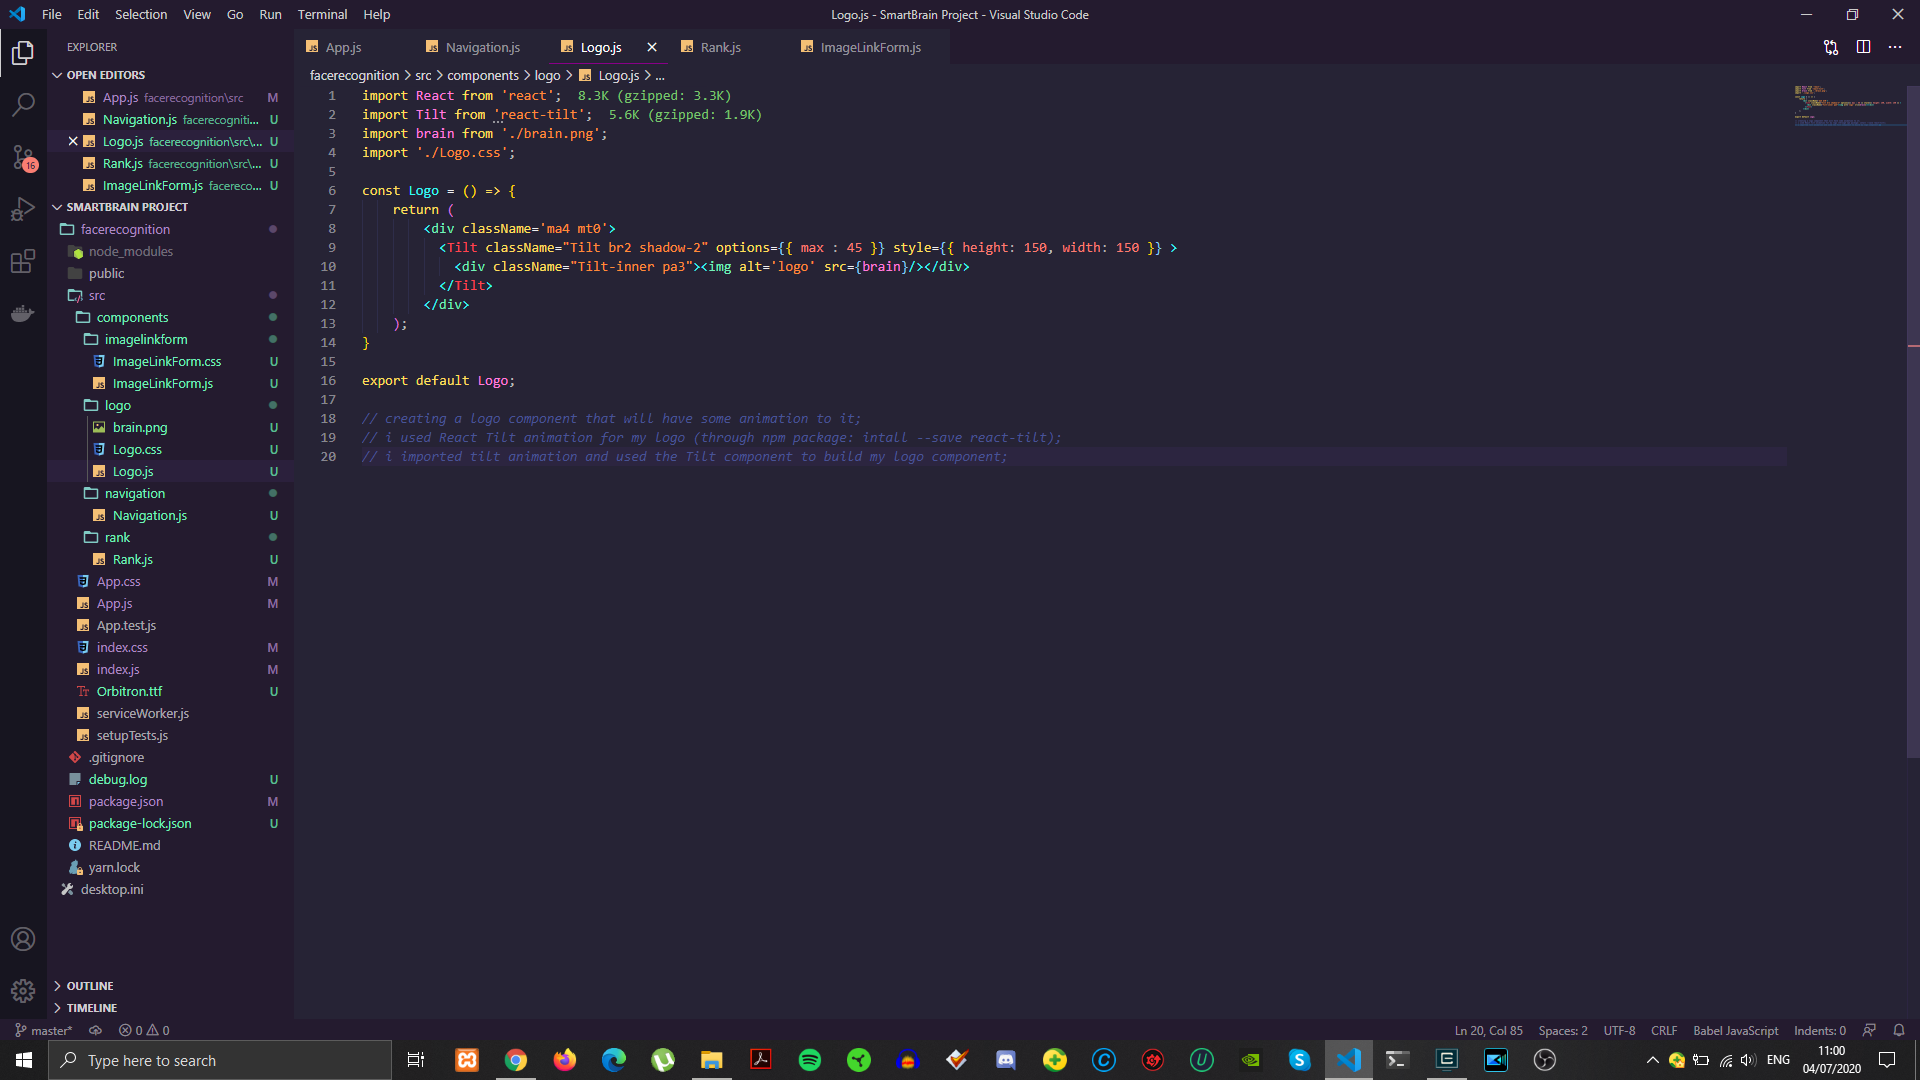 File Edit Selection View Go Run Terminal Help
Logo.js - SmartBrain Project - Visual Studio Code
EXPLORER
OPEN EDITORS
App.js facerecognition\src M
Navigation.js facerecogniti... U
Logo.js facerecognition\src\... U
Rank.js facerecognition\src\... U
ImageLinkForm.js facereco... U
SMARTBRAIN PROJECT
facerecognition
node_modules
public
src
components
imagelinkform
ImageLinkForm.css U
ImageLinkForm.js U
logo
brain.png U
Logo.css U
Logo.js U
navigation
Navigation.js U
rank
Rank.js U
App.css M
App.js M
App.test.js
index.css M
index.js M
Orbitron.ttf U
serviceWorker.js
setupTests.js
.gitignore
debug.log U
package.json M
package-lock.json U
README.md
yarn.lock
desktop.ini
OUTLINE
TIMELINE
16
App.js Navigation.js Logo.js Rank.js ImageLinkForm.js
facerecognition > src > components > logo > Logo.js > ...
1 import React from 'react'; 8.3K (gzipped: 3.3K)
2 import Tilt from 'react-tilt'; 5.6K (gzipped: 1.9K)
3 import brain from './brain.png';
4 import './Logo.css';
5
6 const Logo = () => {
7 return (
8 <div className='ma4 mt0'>
9 <Tilt className="Tilt br2 shadow-2" options={{ max : 45 }} style={{ height: 150, width: 150 }} >
10 <div className="Tilt-inner pa3"><img alt='logo' src={brain}/></div>
11 </Tilt>
12 </div>
13 );
14 }
15
16 export default Logo;
17
18 // creating a logo component that will have some animation to it;
19 // i used React Tilt animation for my logo (through npm package: intall --save react-tilt);
20 // i imported tilt animation and used the Tilt component to build my logo component;
master* 0 0
Ln 20, Col 85 Spaces: 2 UTF-8 CRLF Babel JavaScript Indents: 0
Type here to search
ENG
11:00
04/07/2020